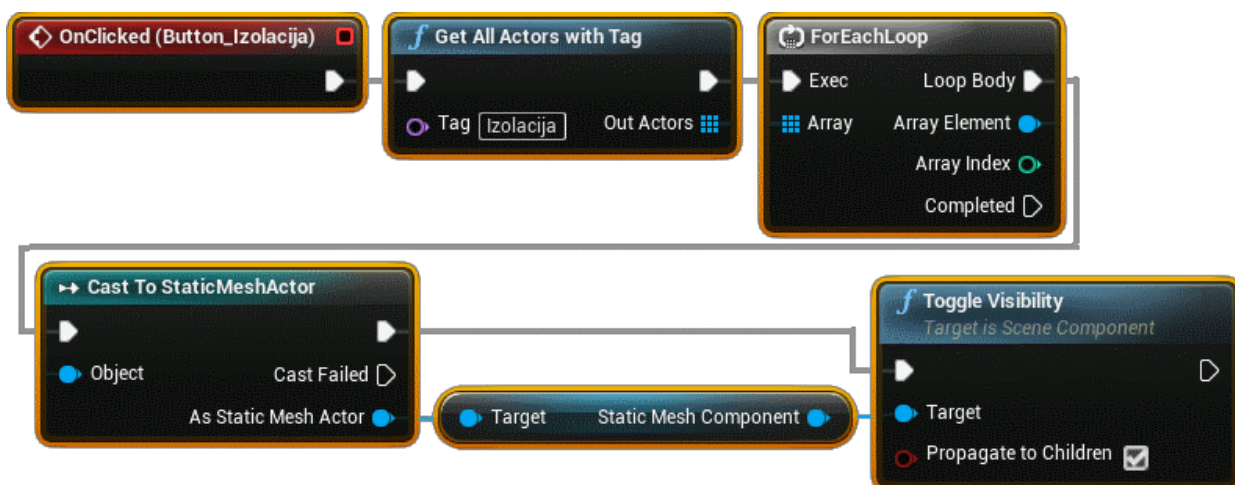 OnClicked (Button_Izolacija)
Get All Actors with Tag
Tag Izolacija Out Actors
ForEachLoop
Exec Loop Body
Array Array Element
Array Index
Completed
Cast To StaticMeshActor
Object Cast Failed
As Static Mesh Actor
Target Static Mesh Component
Toggle Visibility
Target is Scene Component
Target
Propagate to Children